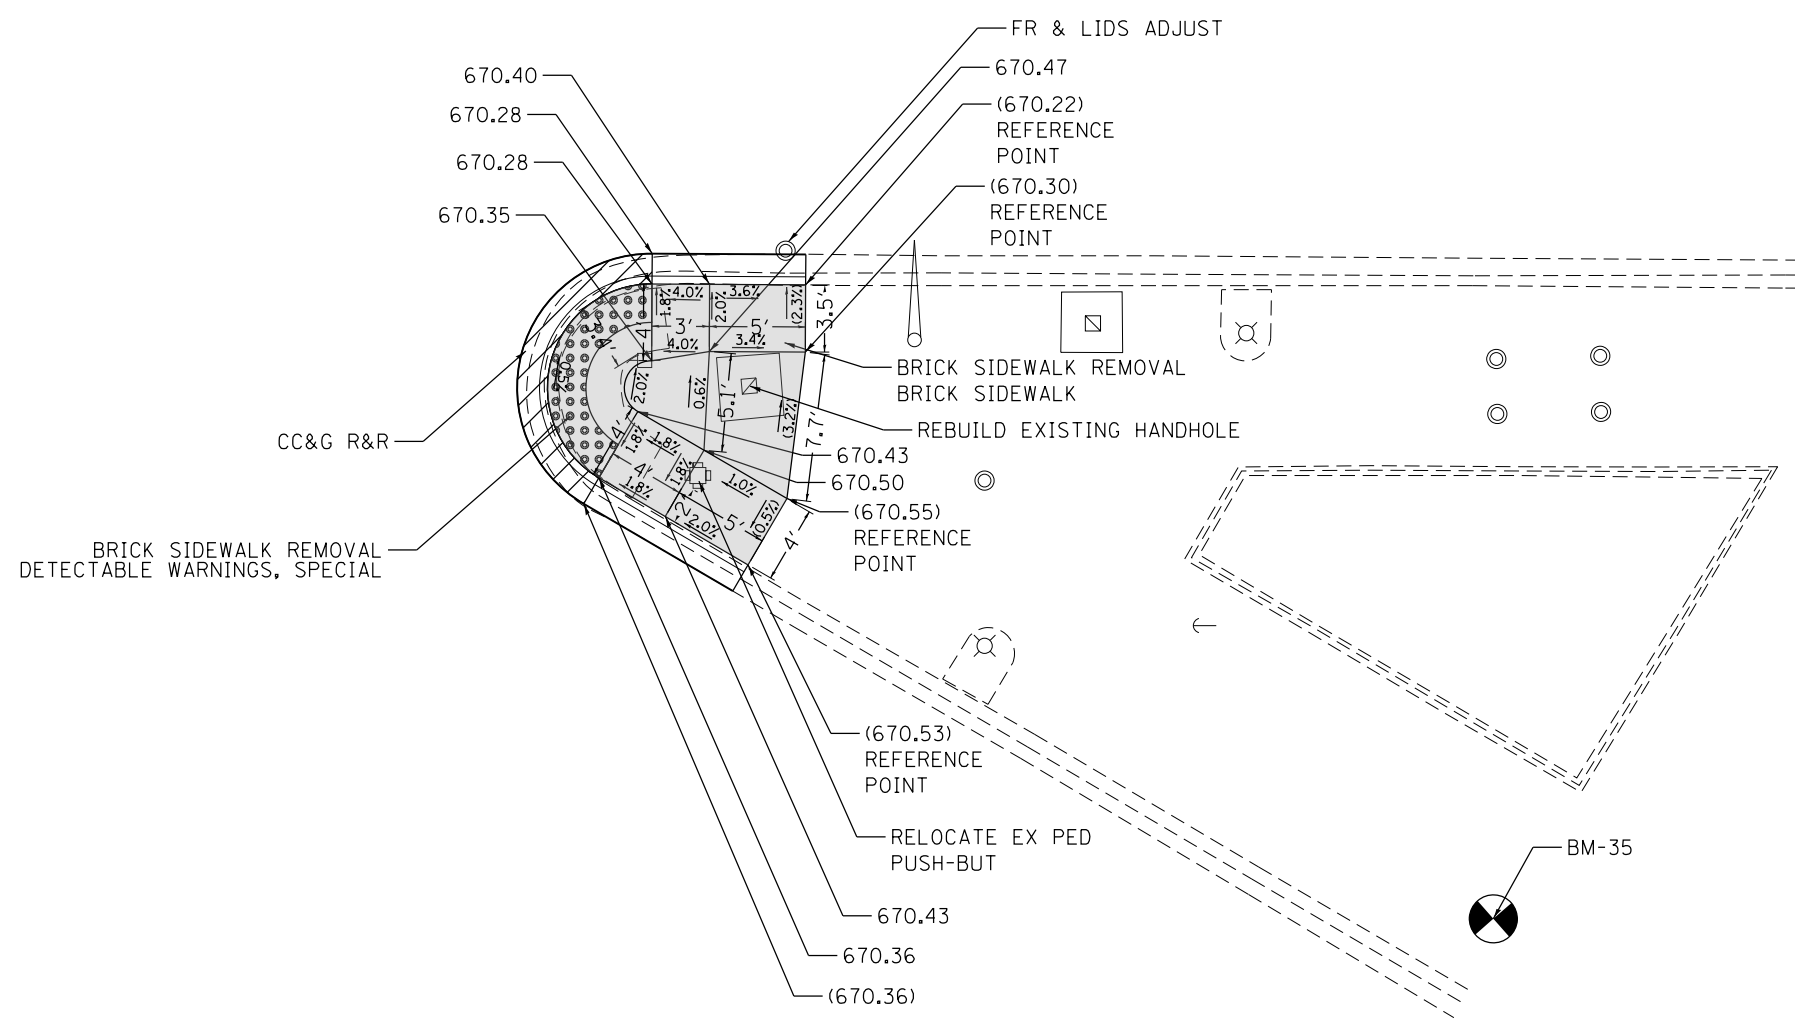 FR & LIDS ADJUST
670.47
670.40
(670.22)
REFERENCE
POINT
670.28
670.28
(670.30)
REFERENCE
POINT
670.35
1.8%
4.0%
2.0%
3.6%
(2.3%)
3.5'
4'
3'
5'
4.0%
3.4%
0.5'
2.0%
0.6%
5.1'
(3.2%)
7.7'
BRICK SIDEWALK REMOVAL
BRICK SIDEWALK
REBUILD EXISTING HANDHOLE
CC&G R&R
4'
1.8%
1.8%
4'
1.8%
1.8%
2'
2.0%
1.0%
5'
(0.5%)
4'
670.43
670.50
(670.55)
REFERENCE
POINT
BRICK SIDEWALK REMOVAL
DETECTABLE WARNINGS, SPECIAL
(670.53)
REFERENCE
POINT
RELOCATE EX PED
PUSH-BUT
BM-35
670.43
670.36
(670.36)